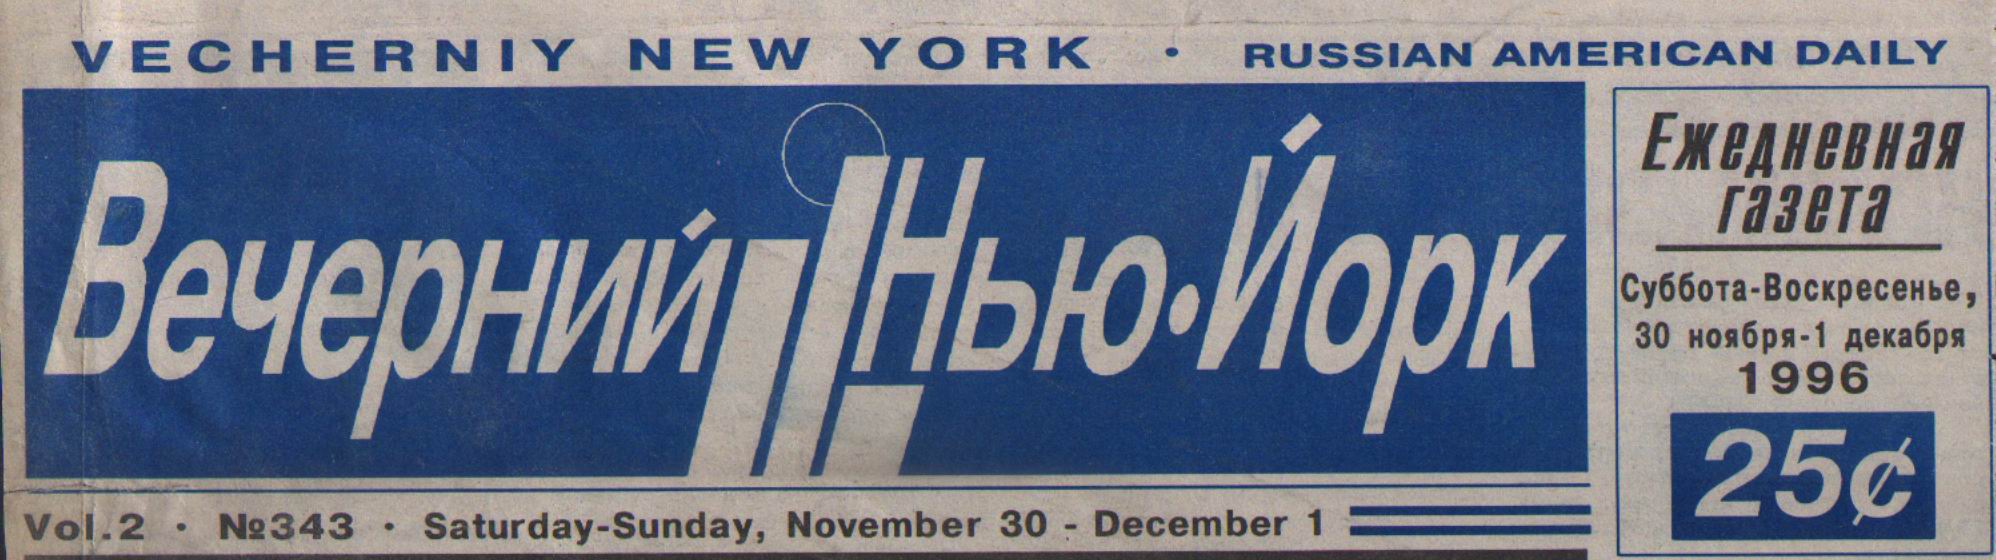 VECHERNIY NEW YORK · RUSSIAN AMERICAN DAILY
Вечерний Нью·Йорк
Ежедневная
газета
Суббота-Воскресенье,
30 ноября-1 декабря
1996
25¢
Vol.2 · №343 · Saturday-Sunday, November 30 - December 1